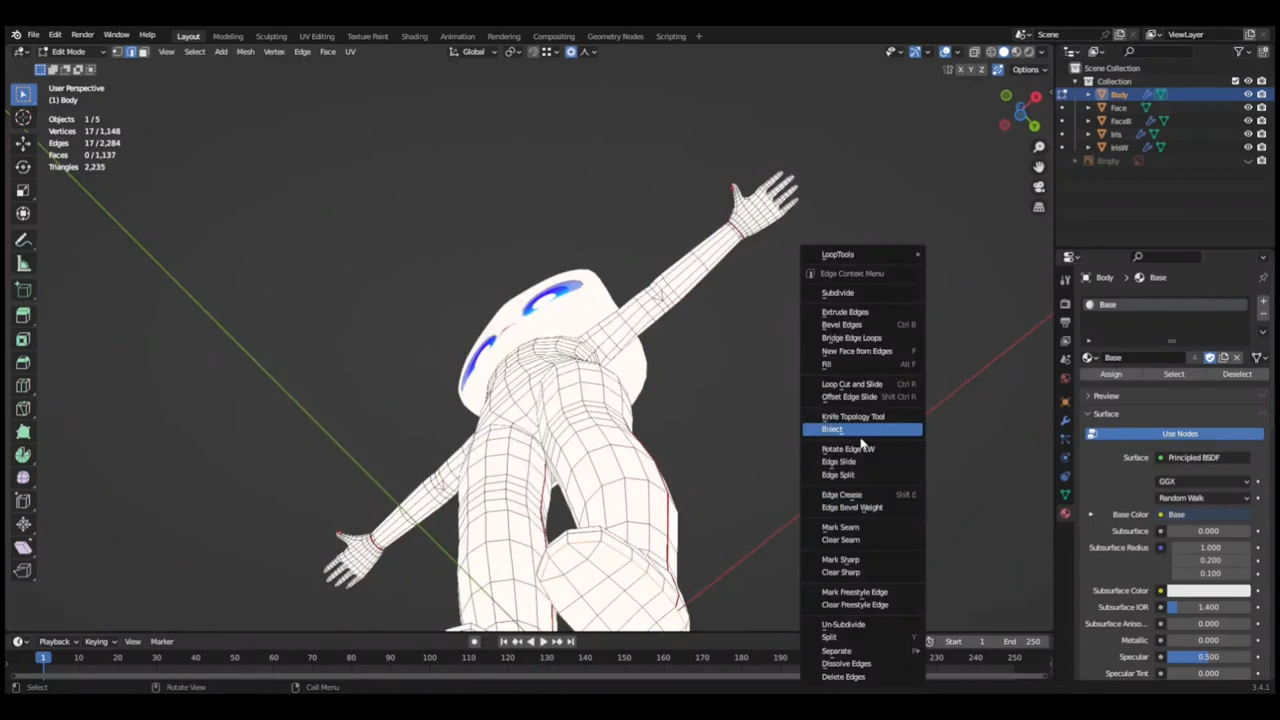 File Edit Render Window Help Layout Modeling Sculpting UV Editing Texture Paint Shading Animation Rendering Compositing Geometry Nodes Scripting + Scene ViewLayer
Edit Mode View Select Add Mesh Vertex Edge Face UV Global
X Y Z Options
User Perspective
(1) Body
Objects 1 / 5
Vertices 17 / 1,148
Edges 17 / 2,284
Faces 0 / 1,137
Triangles 2,235
LoopTools
Edge Context Menu
Subdivide
Extrude Edges
Bevel Edges Ctrl B
Bridge Edge Loops
New Face from Edges F
Fill Alt F
Loop Cut and Slide Ctrl R
Offset Edge Slide Shift Ctrl R
Knife Topology Tool
Bisect
Rotate Edge CW
Edge Slide
Edge Split
Edge Crease Shift E
Edge Bevel Weight
Mark Seam
Clear Seam
Mark Sharp
Clear Sharp
Mark Freestyle Edge
Clear Freestyle Edge
Un-Subdivide
Split Y
Separate P
Dissolve Edges
Delete Edges
Scene Collection
Collection
Body
Face
FaceB
Iris
IrisW
Empty
Body Base
Base
Base 4
Assign Select Deselect
Preview
Surface
Use Nodes
Surface Principled BSDF
GGX
Random Walk
Base Color Base
Subsurface 0.000
Subsurface Radius 1.000
0.200
0.100
Subsurface Color
Subsurface IOR 1.400
Subsurface Aniso... 0.000
Metallic 0.000
Specular 0.500
Specular Tint 0.000
Playback Keying View Marker Start 1 End 250
1 10 20 30 40 50 60 70 80 90 100 110 120 130 140 150 160 170 180 190 230 240 250
Select Rotate View Call Menu 3.4.1